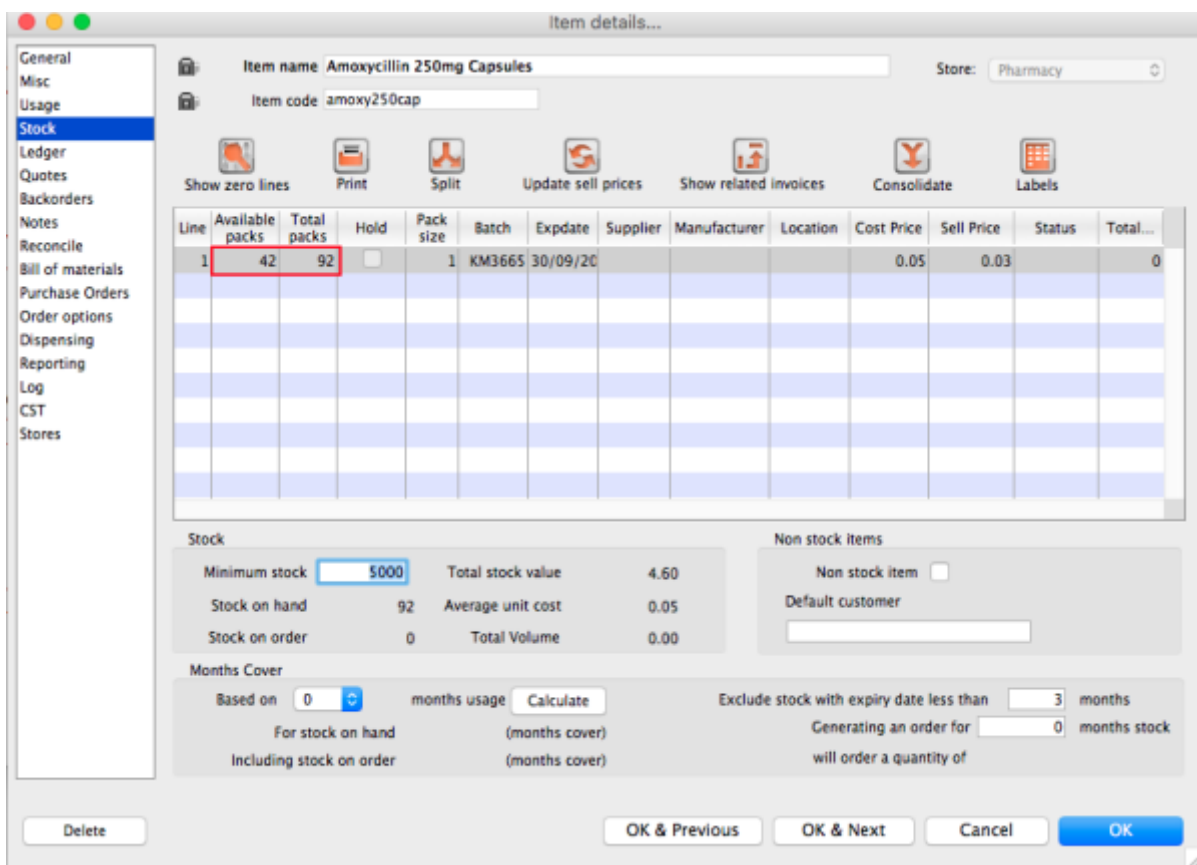 Item details...
General
Misc
Usage
Stock
Ledger
Quotes
Backorders
Notes
Reconcile
Bill of materials
Purchase Orders
Order options
Dispensing
Reporting
Log
CST
Stores
Item name Amoxycillin 250mg Capsules
Store: Pharmacy
Item code amoxy250cap
Show zero lines Print Split Update sell prices Show related invoices Consolidate Labels
Line Available packs Total packs Hold Pack size Batch Expdate Supplier Manufacturer Location Cost Price Sell Price Status Total...
1 42 92 1 KM3665 30/09/20 0.05 0.03 0
Stock
Minimum stock 5000 Total stock value 4.60
Stock on hand 92 Average unit cost 0.05
Stock on order 0 Total Volume 0.00
Non stock items
Non stock item
Default customer
Months Cover
Based on 0 months usage Calculate
For stock on hand (months cover)
Including stock on order (months cover)
Exclude stock with expiry date less than 3 months
Generating an order for 0 months stock
will order a quantity of
Delete OK & Previous OK & Next Cancel OK